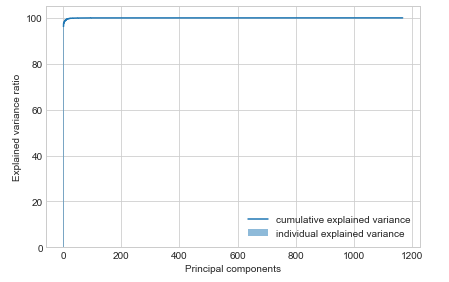 100
80
60
40
20
0
Explained variance ratio
cumulative explained variance
individual explained variance
0 200 400 600 800 1000 1200
Principal components